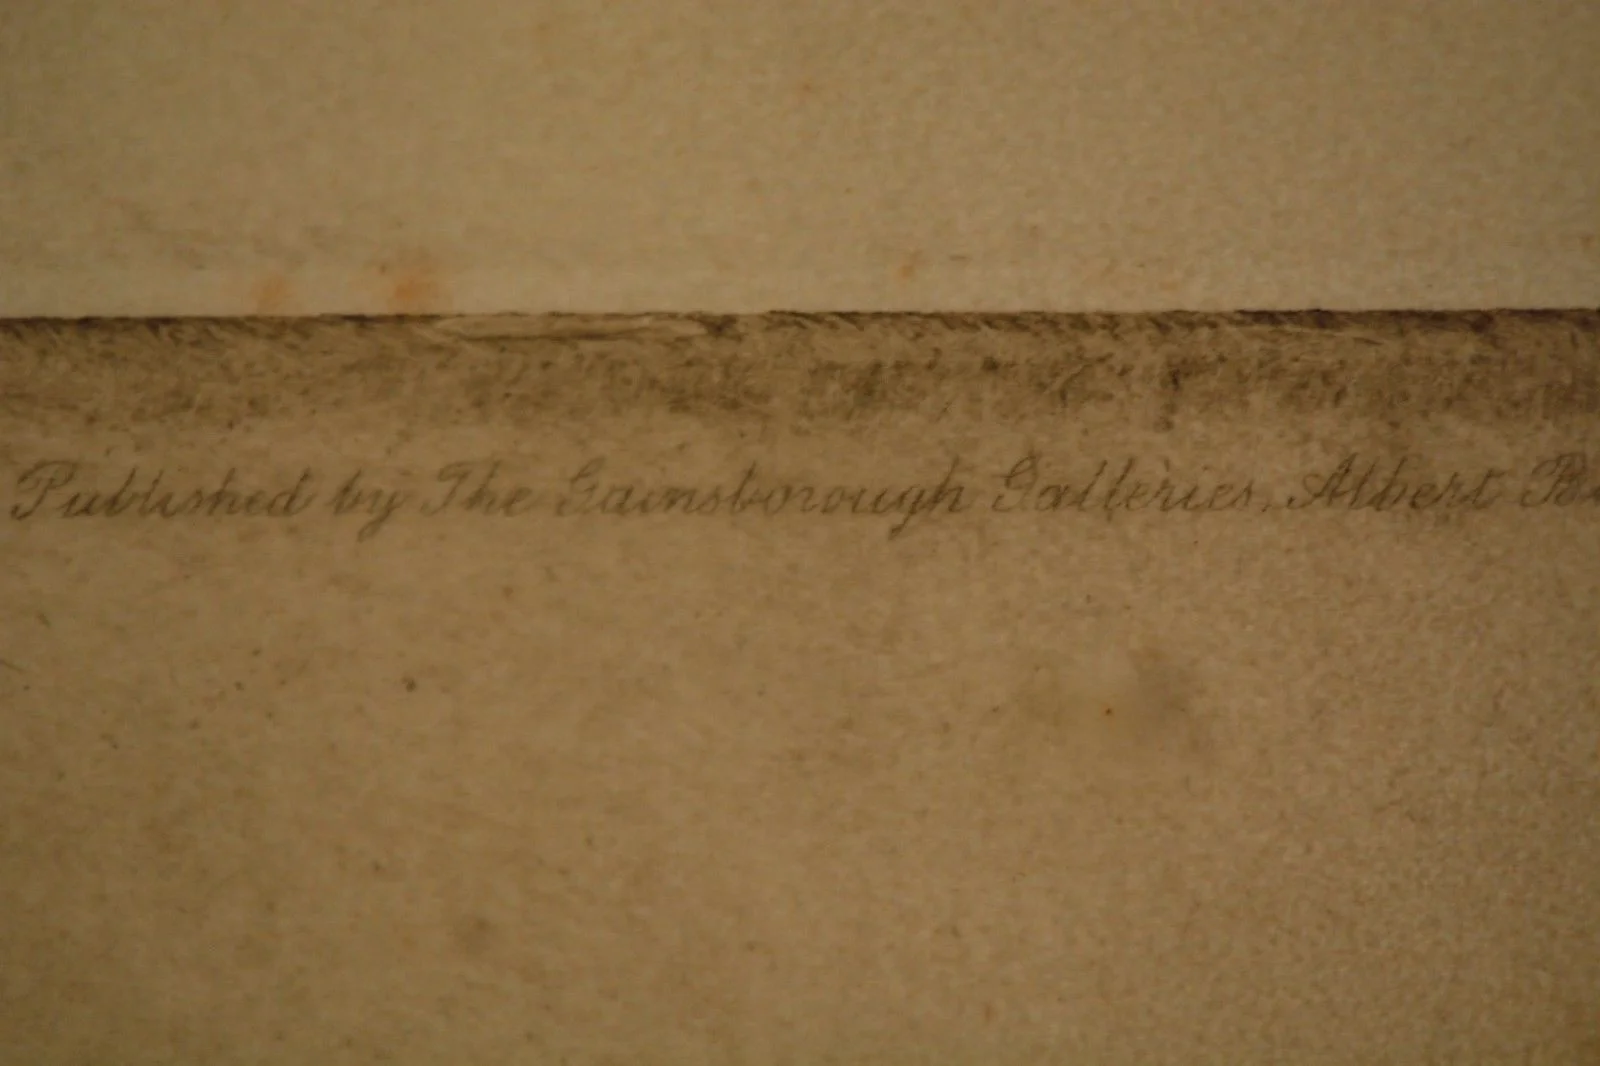 Published by The Gainsborough Galleries, Albert